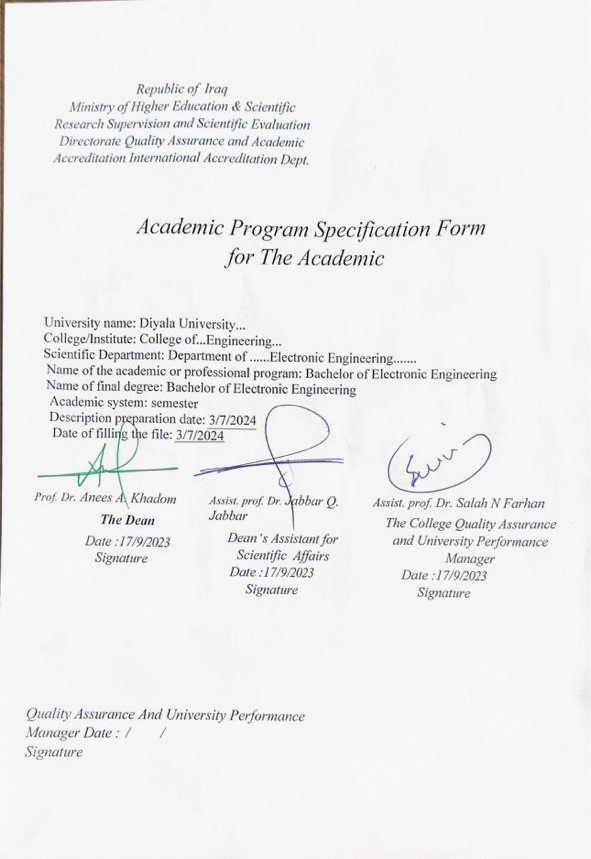 Republic of Iraq
Ministry of Higher Education & Scientific
Research Supervision and Scientific Evaluation
Directorate Quality Assurance and Academic
Accreditation International Accreditation Dept.
Academic Program Specification Form
for The Academic
University name: Diyala University...
College/Institute: College of...Engineering...
Scientific Department: Department of ......Electronic Engineering.......
Name of the academic or professional program: Bachelor of Electronic Engineering
Name of final degree: Bachelor of Electronic Engineering
Academic system: semester
Description preparation date: 3/7/2024
Date of filling the file: 3/7/2024
Prof. Dr. Anees A. Khadom
The Dean
Date :17/9/2023
Signature
Assist. prof. Dr. Jabbar Q.
Jabbar
Dean's Assistant for
Scientific Affairs
Date :17/9/2023
Signature
Assist. prof. Dr. Salah N Farhan
The College Quality Assurance
and University Performance
Manager
Date :17/9/2023
Signature
Quality Assurance And University Performance
Manager Date : / /
Signature